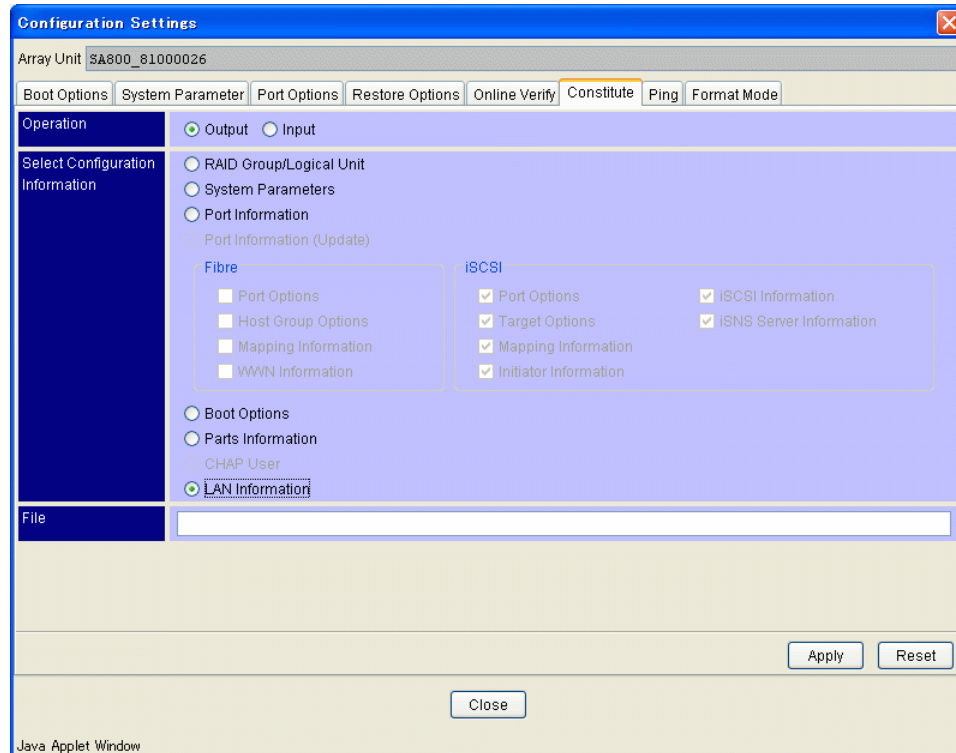 Configuration Settings
Array Unit SA800_81000026
Boot Options System Parameter Port Options Restore Options Online Verify Constitute Ping Format Mode
Operation Output Input
Select Configuration Information
RAID Group/Logical Unit
System Parameters
Port Information
Port Information (Update)
Fibre
Port Options
Host Group Options
Mapping Information
WWN Information
iSCSI
Port Options
Target Options
Mapping Information
Initiator Information
iSCSI Information
iSNS Server Information
Boot Options
Parts Information
CHAP User
LAN Information
File
Apply Reset
Close
Java Applet Window